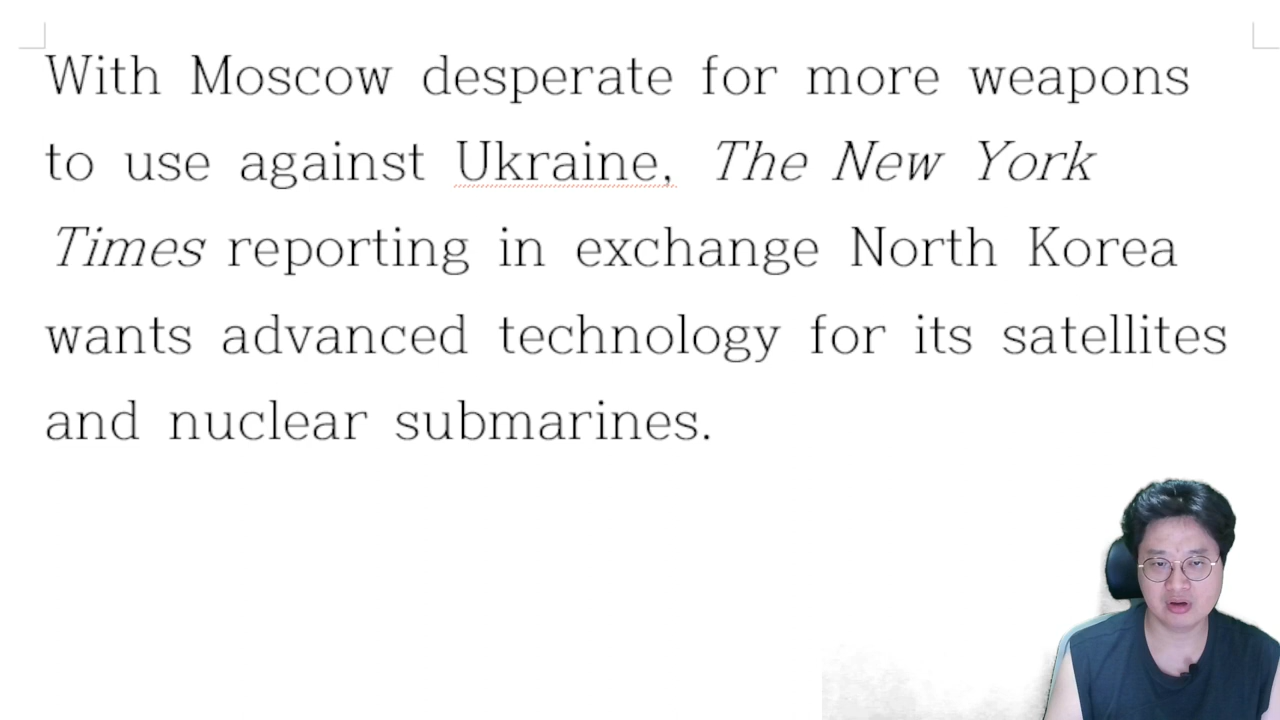 With Moscow desperate for more weapons
to use against Ukraine, The New York
Times reporting in exchange North Korea
wants advanced technology for its satellites
and nuclear submarines.